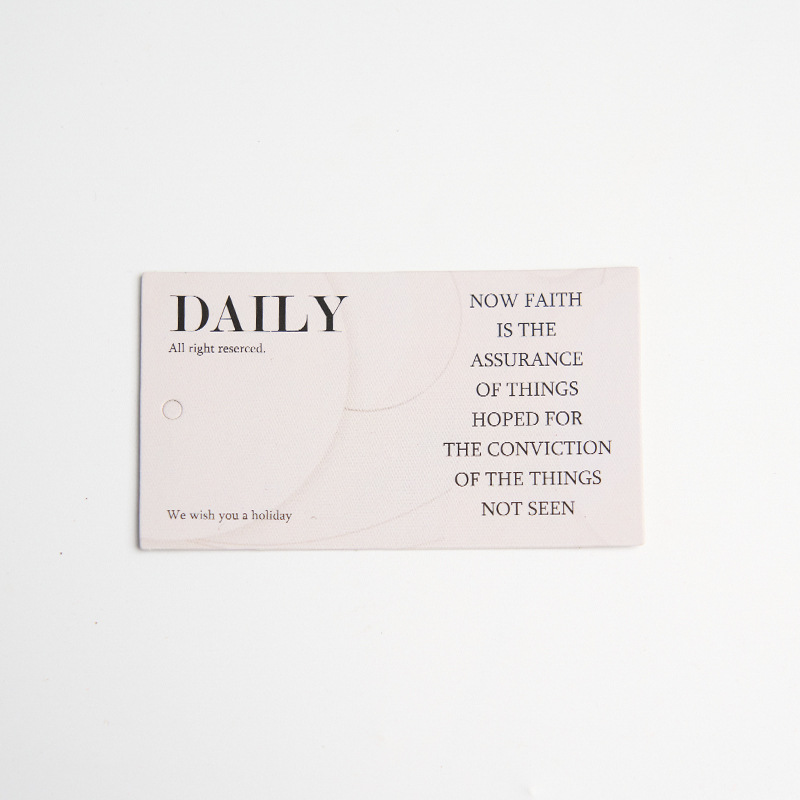 DAILY
All right reserced.
We wish you a holiday
NOW FAITH
IS THE
ASSURANCE
OF THINGS
HOPED FOR
THE CONVICTION
OF THE THINGS
NOT SEEN